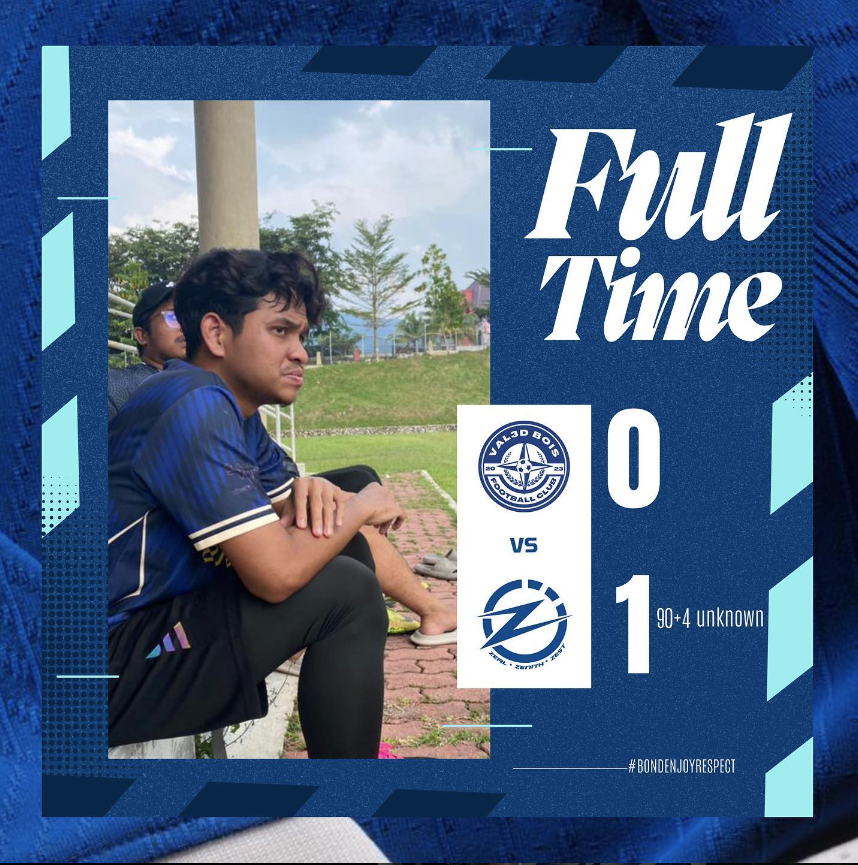 Full
Time
VAL3D BOIS
20 23
FOOTBALL CLUB
0
VS
ZEAL • ZENITH • ZEST
1 90+4 unknown
#BONDENJOYRESPECT